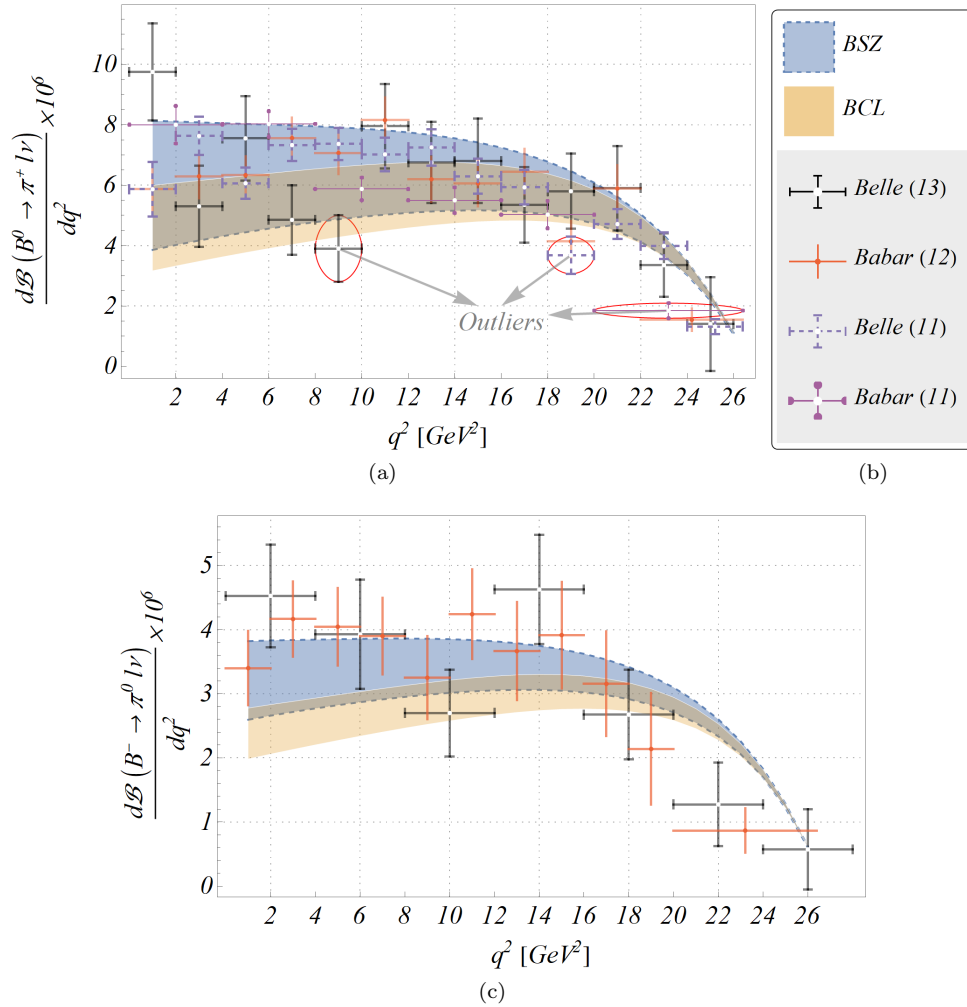 10
8
6
4
2
0
dℬ (B⁰ → π⁺ lν)
dq²
×10⁶
Outliers
2 4 6 8 10 12 14 16 18 20 22 24 26
q² [GeV²]
(a)
BSZ
BCL
Belle (13)
Babar (12)
Belle (11)
Babar (11)
(b)
5
4
3
2
1
0
dℬ (B⁻ → π⁰ lν)
dq²
×10⁶
2 4 6 8 10 12 14 16 18 20 22 24 26
q² [GeV²]
(c)